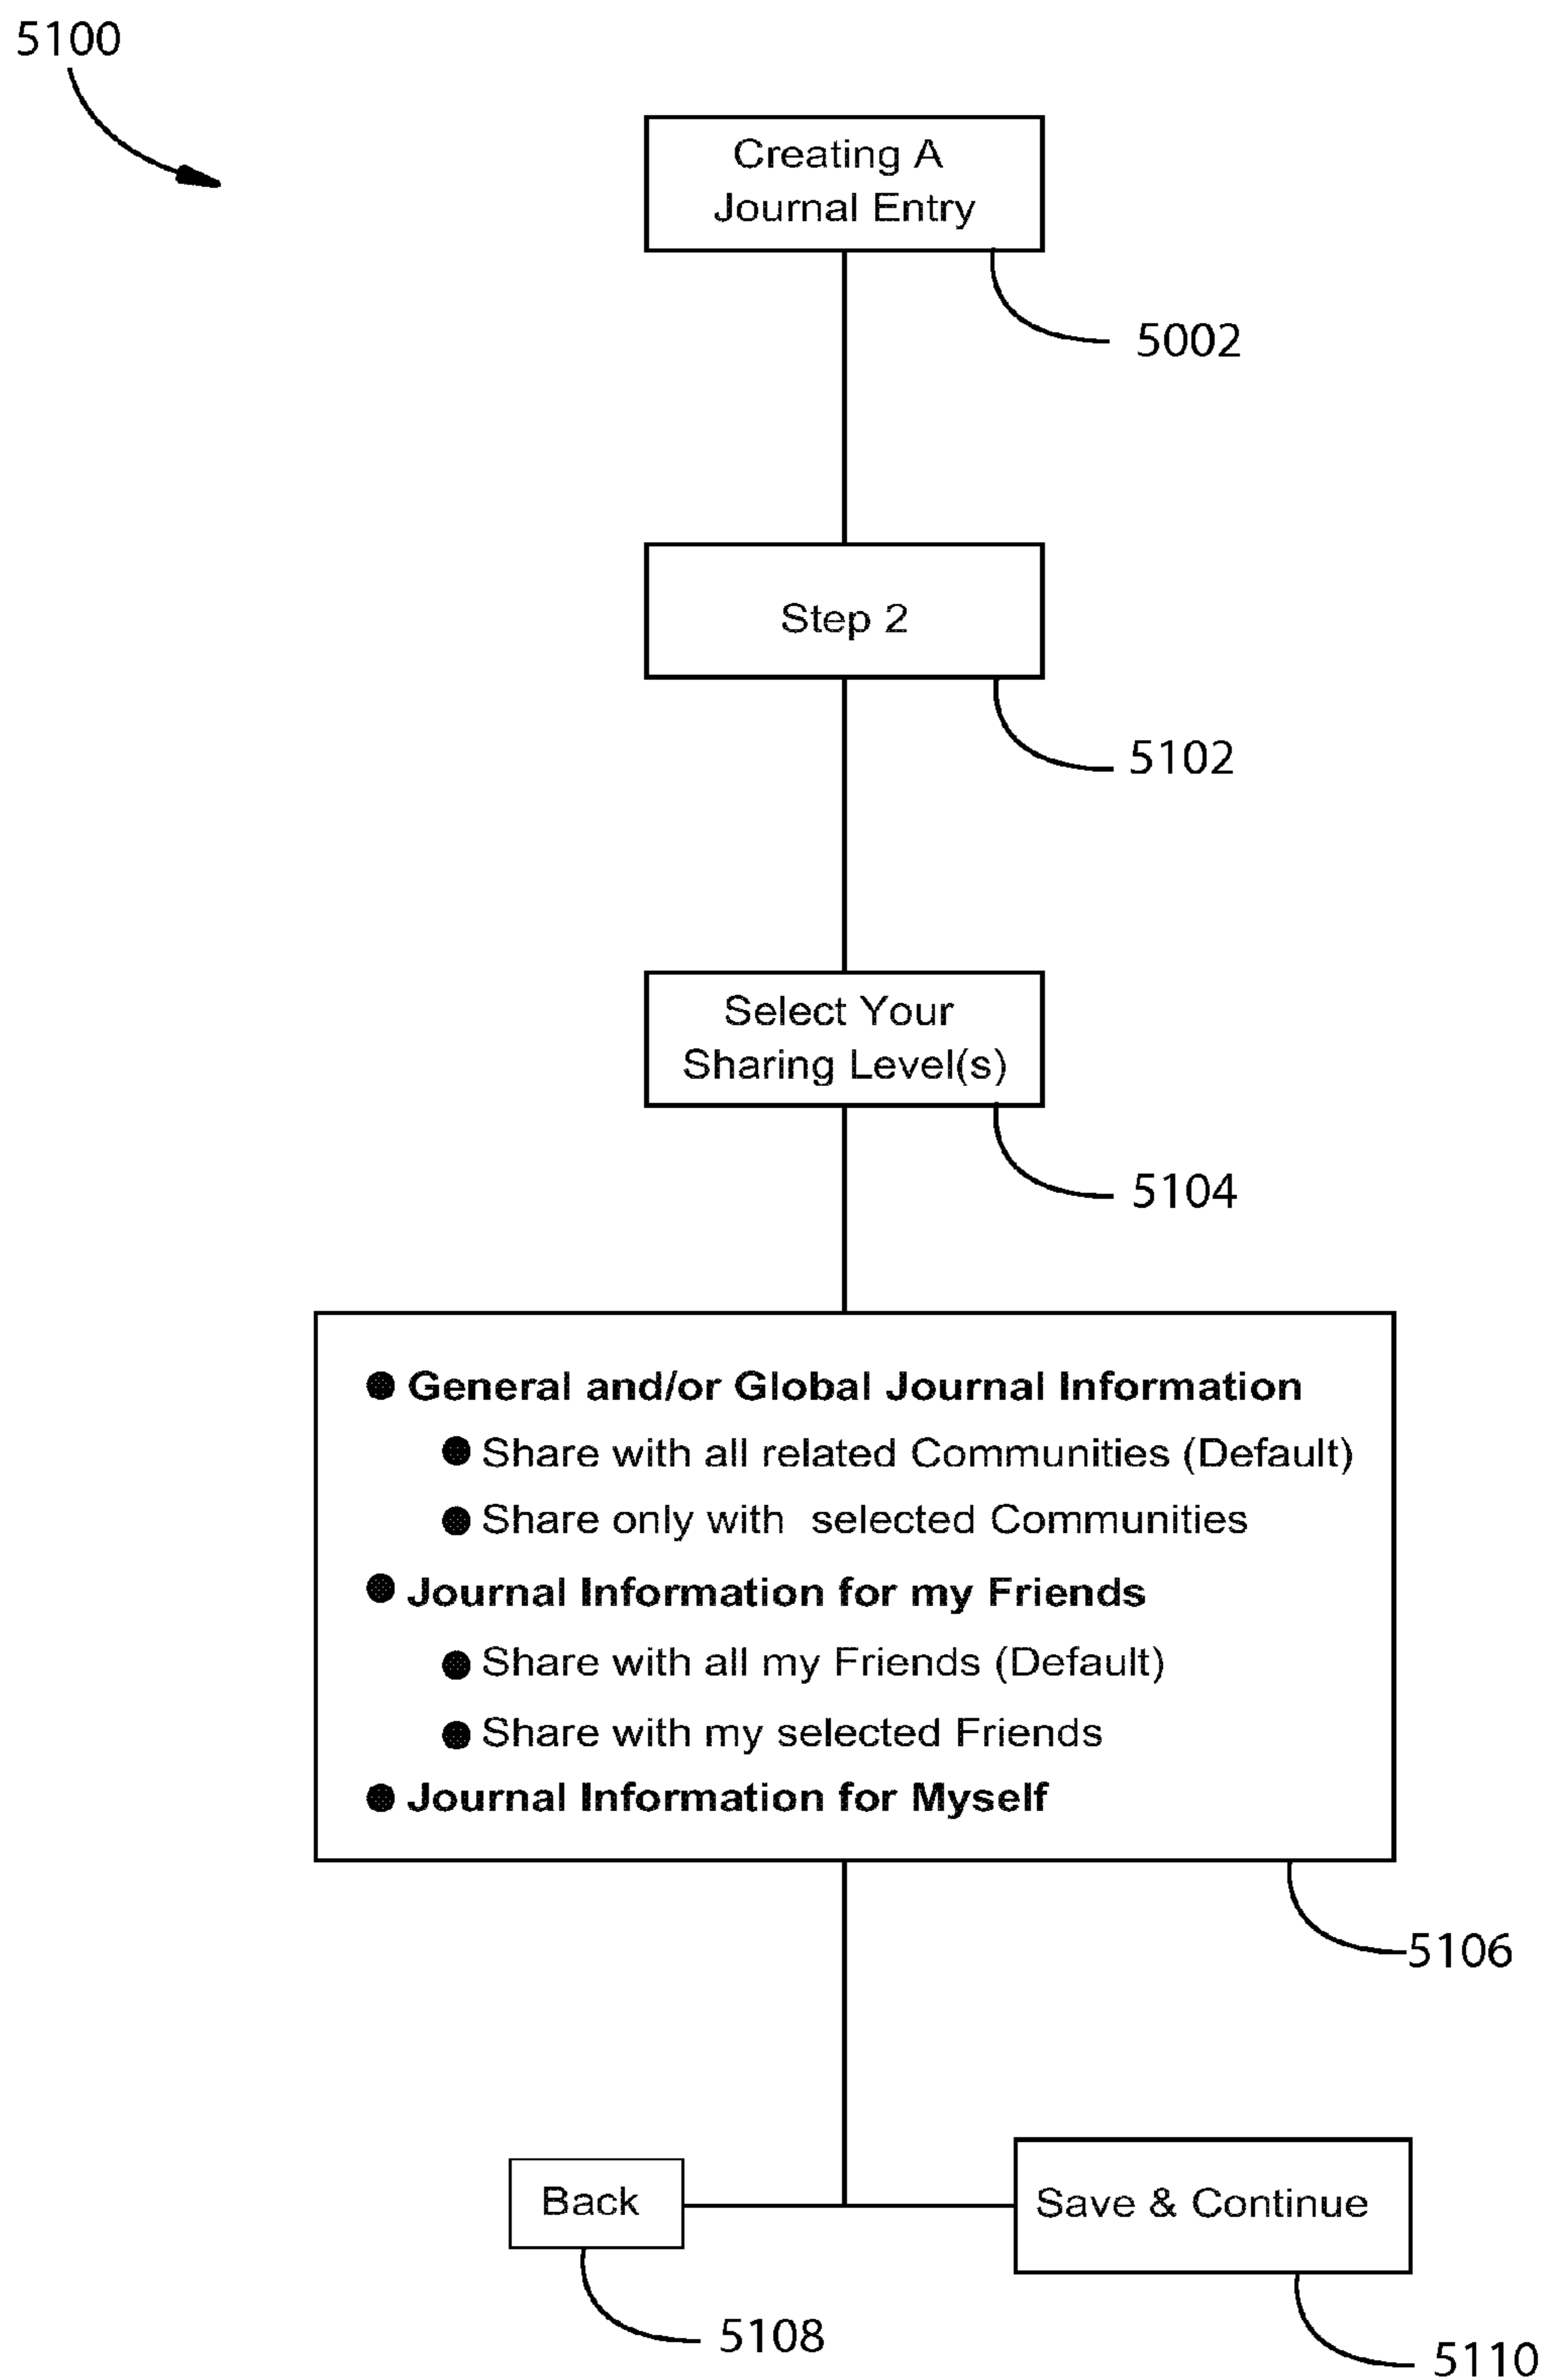 5100
Creating A
Journal Entry
5002
Step 2
5102
Select Your
Sharing Level(s)
5104
● General and/or Global Journal Information
● Share with all related Communities (Default)
● Share only with selected Communities
● Journal Information for my Friends
● Share with all my Friends (Default)
● Share with my selected Friends
● Journal Information for Myself
5106
Back
Save & Continue
5108
5110